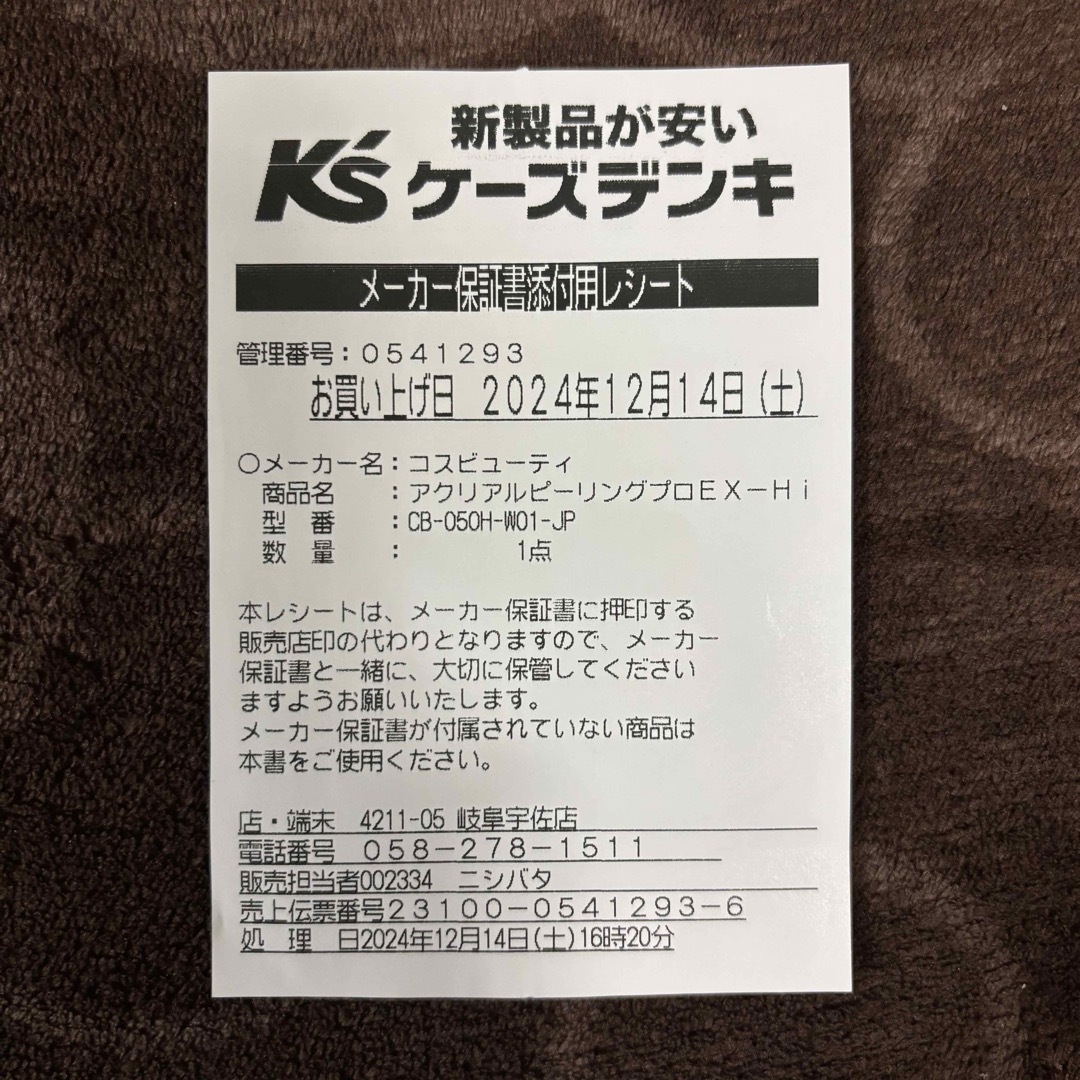 新製品が安い
K's ケーズデンキ
メーカー保証書添付用レシート
管理番号：０５４１２９３
お買い上げ日 ２０２４年１２月１４日（土）
○メーカー名：コスビューティ
商品名 ：アクリアルピーリングプロＥＸ－Ｈｉ
型 番 ：CB-050H-W01-JP
数 量 ： 1点
本レシートは、メーカー保証書に押印する
販売店印の代わりとなりますので、メーカー
保証書と一緒に、大切に保管してください
ますようお願いいたします。
メーカー保証書が付属されていない商品は
本書をご使用ください。
店・端末 4211-05 岐阜宇佐店
電話番号 ０５８－２７８－１５１１
販売担当者002334 ニシバタ
売上伝票番号２３１００－０５４１２９３－６
処 理 日2024年12月14日(土)16時20分